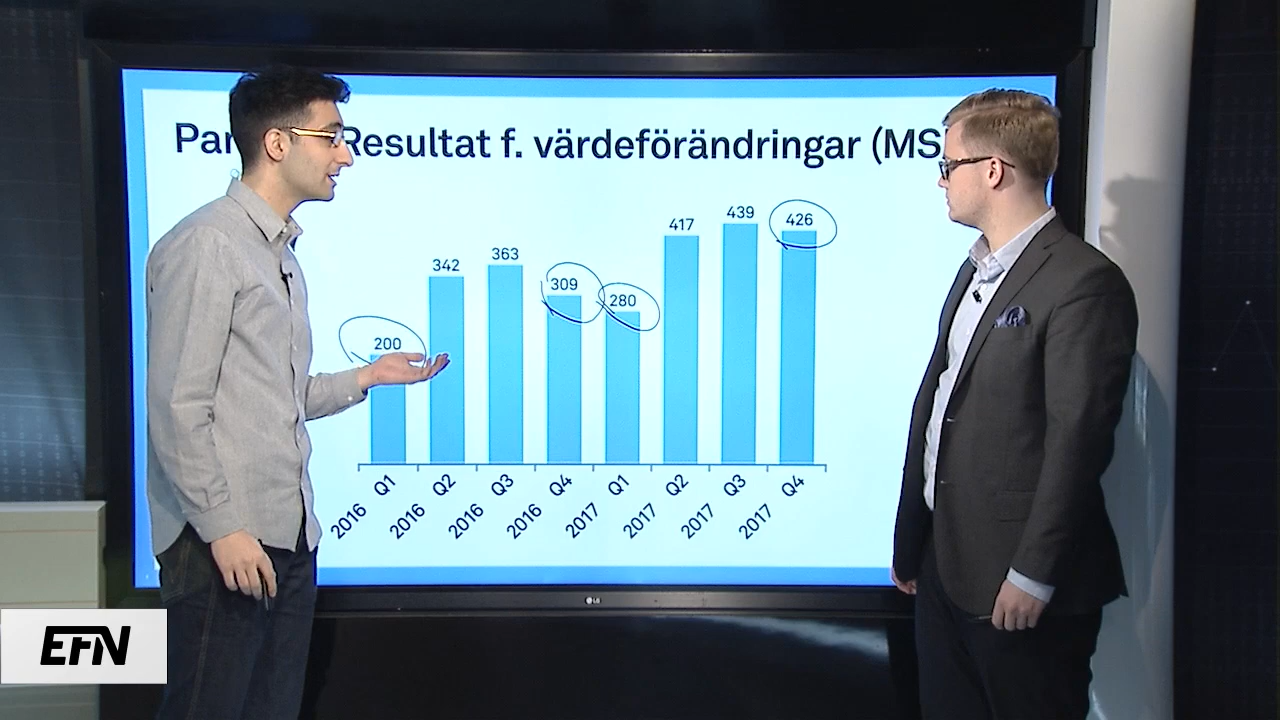 Resultat f. värdeförändringar
200
342
363
309
280
417
439
426
2016 Q1
2016 Q2
2016 Q3
2016 Q4
2017 Q1
2017 Q2
2017 Q3
2017 Q4
LG
EFN